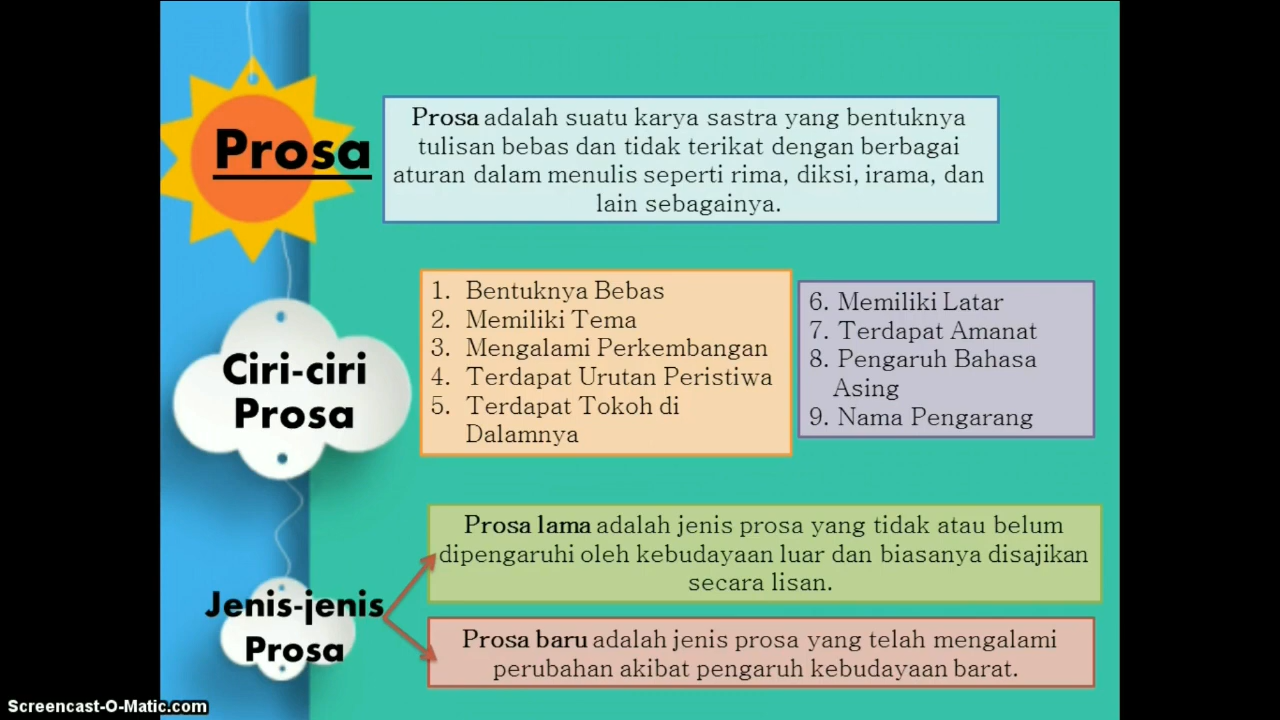 Prosa
Prosa adalah suatu karya sastra yang bentuknya
tulisan bebas dan tidak terikat dengan berbagai
aturan dalam menulis seperti rima, diksi, irama, dan
lain sebagainya.
Ciri-ciri
Prosa
1. Bentuknya Bebas
2. Memiliki Tema
3. Mengalami Perkembangan
4. Terdapat Urutan Peristiwa
5. Terdapat Tokoh di
Dalamnya
6. Memiliki Latar
7. Terdapat Amanat
8. Pengaruh Bahasa
Asing
9. Nama Pengarang
Jenis-jenis
Prosa
Prosa lama adalah jenis prosa yang tidak atau belum
dipengaruhi oleh kebudayaan luar dan biasanya disajikan
secara lisan.
Prosa baru adalah jenis prosa yang telah mengalami
perubahan akibat pengaruh kebudayaan barat.
Screencast-O-Matic.com